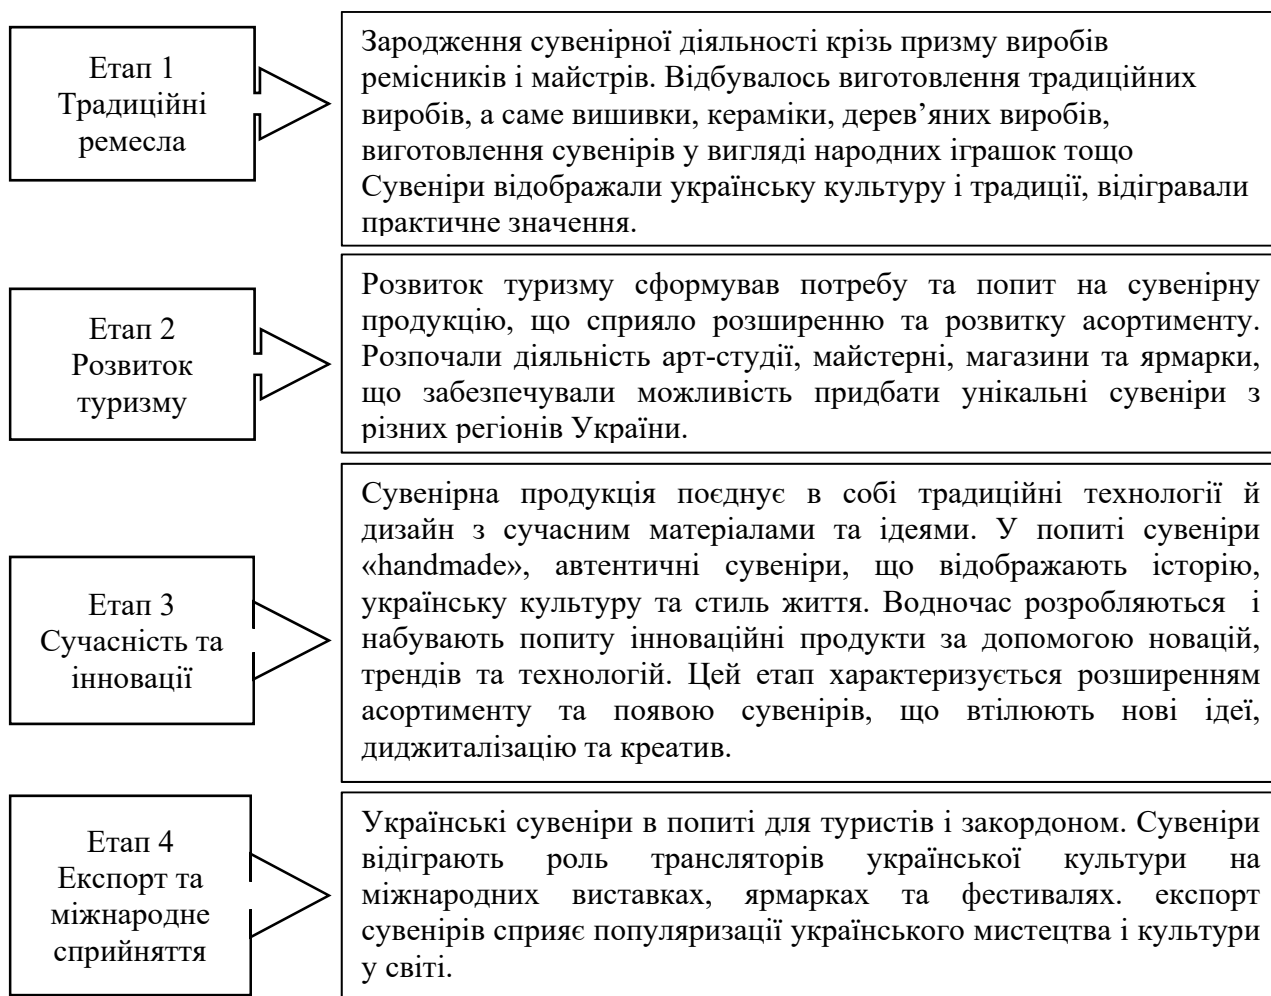 Етап 1
Традиційні
ремесла
Зародження сувенірної діяльності крізь призму виробів
ремісників і майстрів. Відбувалось виготовлення традиційних
виробів, а саме вишивки, кераміки, дерев’яних виробів,
виготовлення сувенірів у вигляді народних іграшок тощо
Сувеніри відображали українську культуру і традиції, відігравали
практичне значення.
Етап 2
Розвиток
туризму
Розвиток туризму сформував потребу та попит на сувенірну
продукцію, що сприяло розширенню та розвитку асортименту.
Розпочали діяльність арт-студії, майстерні, магазини та ярмарки,
що забезпечували можливість придбати унікальні сувеніри з
різних регіонів України.
Етап 3
Сучасність та
інновації
Сувенірна продукція поєднує в собі традиційні технології й
дизайн з сучасним матеріалами та ідеями. У попиті сувеніри
«handmade», автентичні сувеніри, що відображають історію,
українську культуру та стиль життя. Водночас розробляються і
набувають попиту інноваційні продукти за допомогою новацій,
трендів та технологій. Цей етап характеризується розширенням
асортименту та появою сувенірів, що втілюють нові ідеї,
диджиталізацію та креатив.
Етап 4
Експорт та
міжнародне
сприйняття
Українські сувеніри в попиті для туристів і закордоном. Сувеніри
відіграють роль трансляторів української культури на
міжнародних виставках, ярмарках та фестивалях. експорт
сувенірів сприяє популяризації українського мистецтва і культури
у світі.